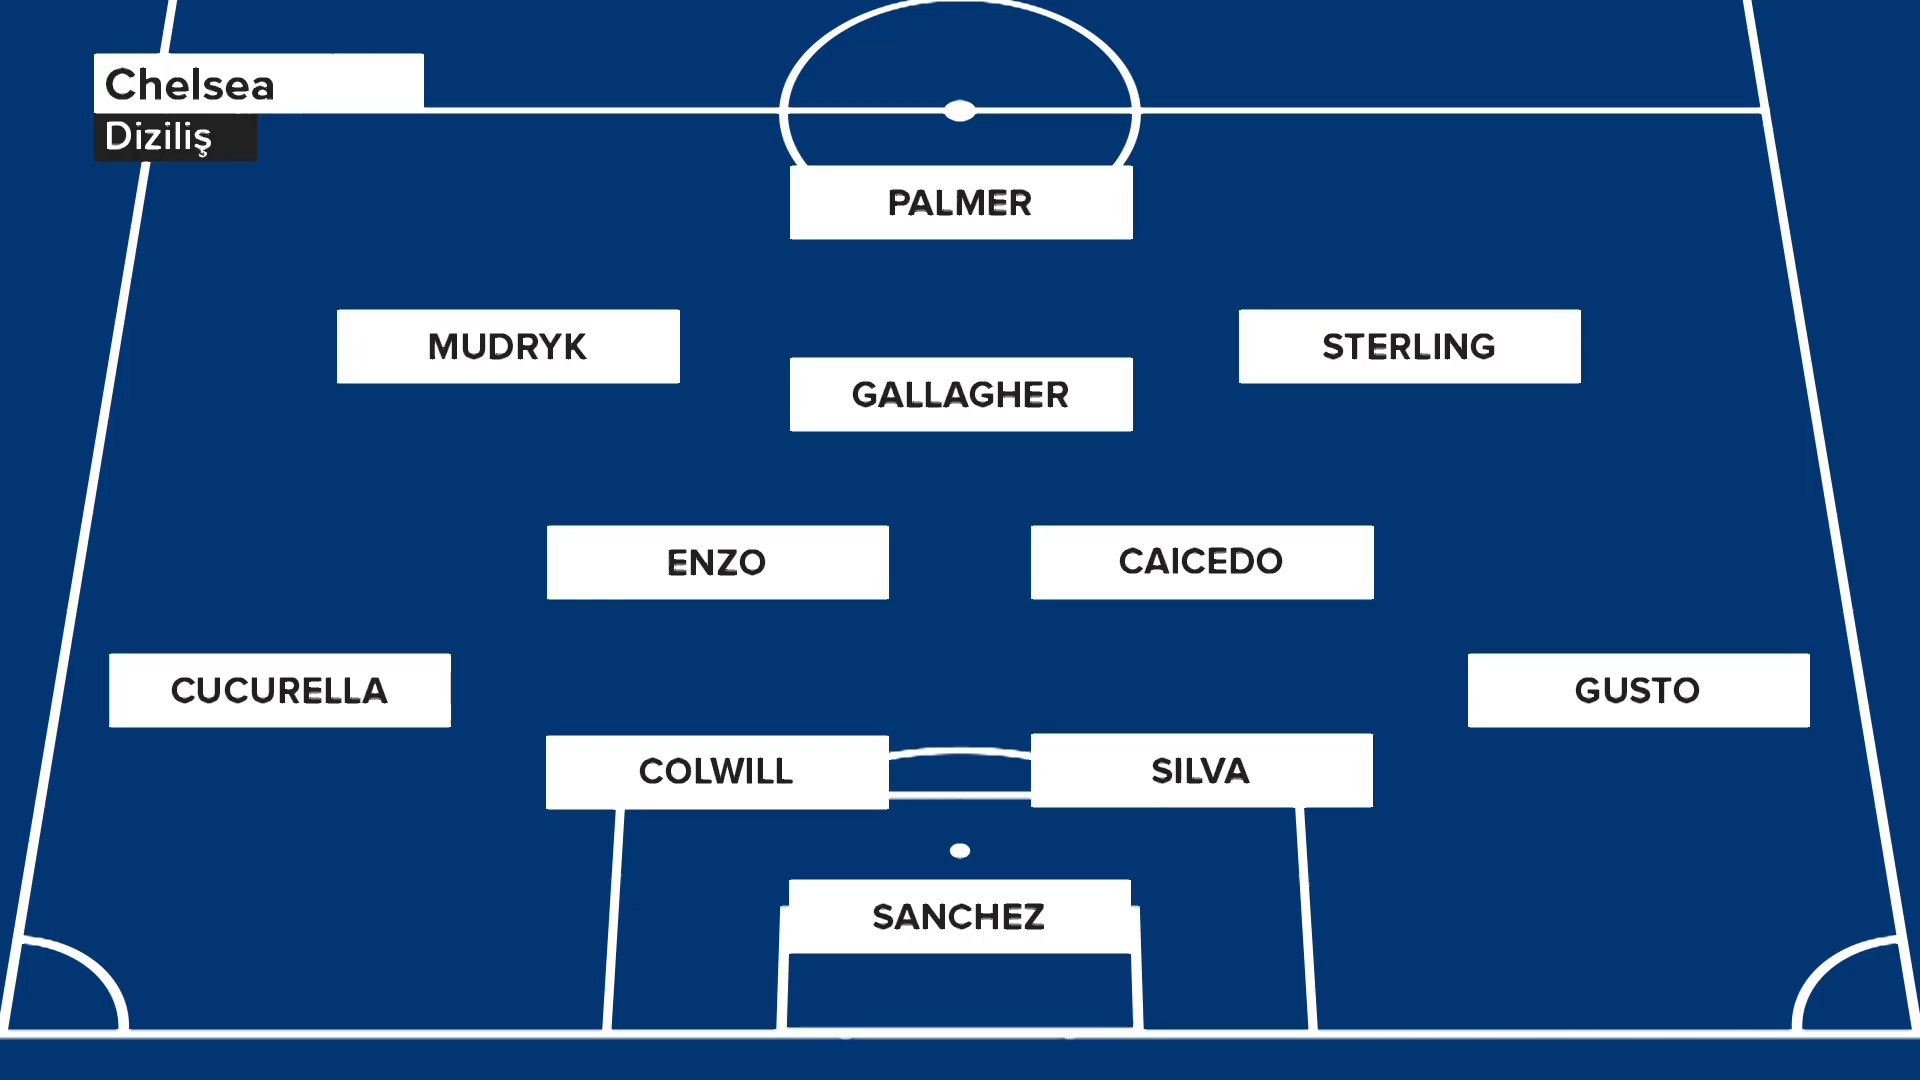 Chelsea
Diziliş
PALMER
MUDRYK
STERLING
GALLAGHER
ENZO
CAICEDO
CUCURELLA
GUSTO
COLWILL
SILVA
SANCHEZ